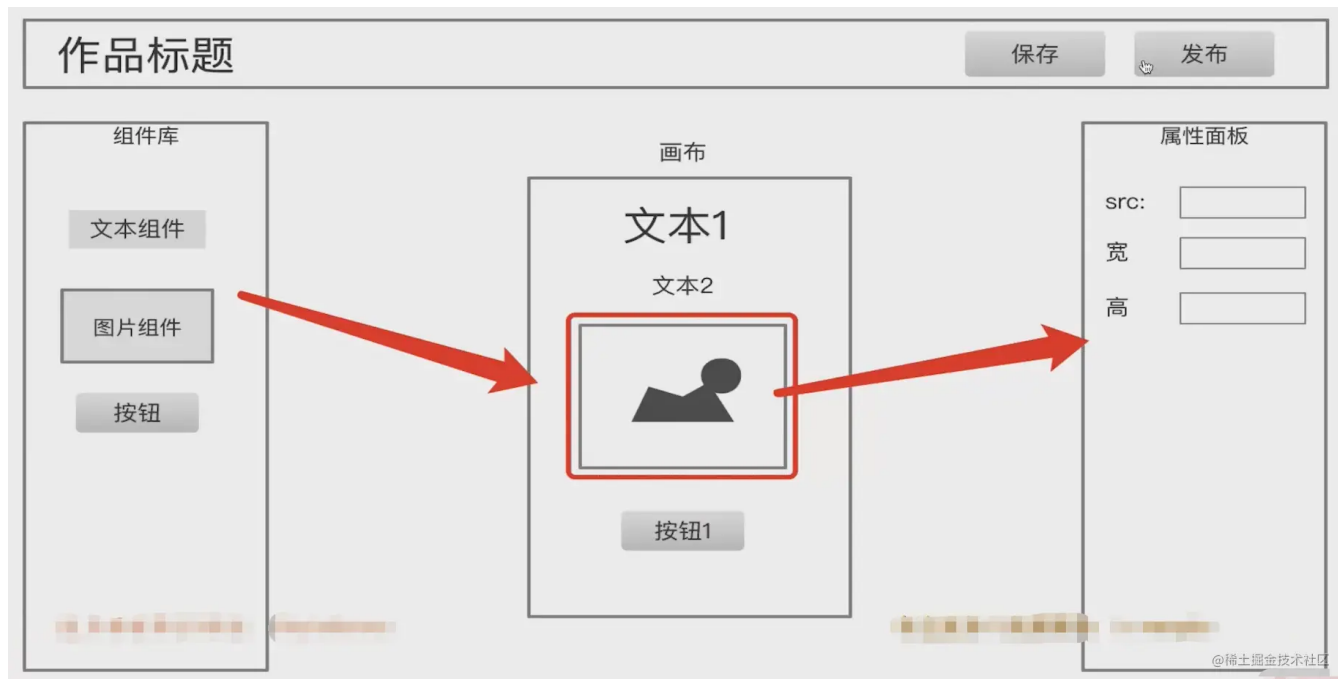 作品标题
保存
发布
组件库
文本组件
图片组件
按钮
画布
文本1
文本2
按钮1
属性面板
src:
宽
高
@稀土掘金技术社区